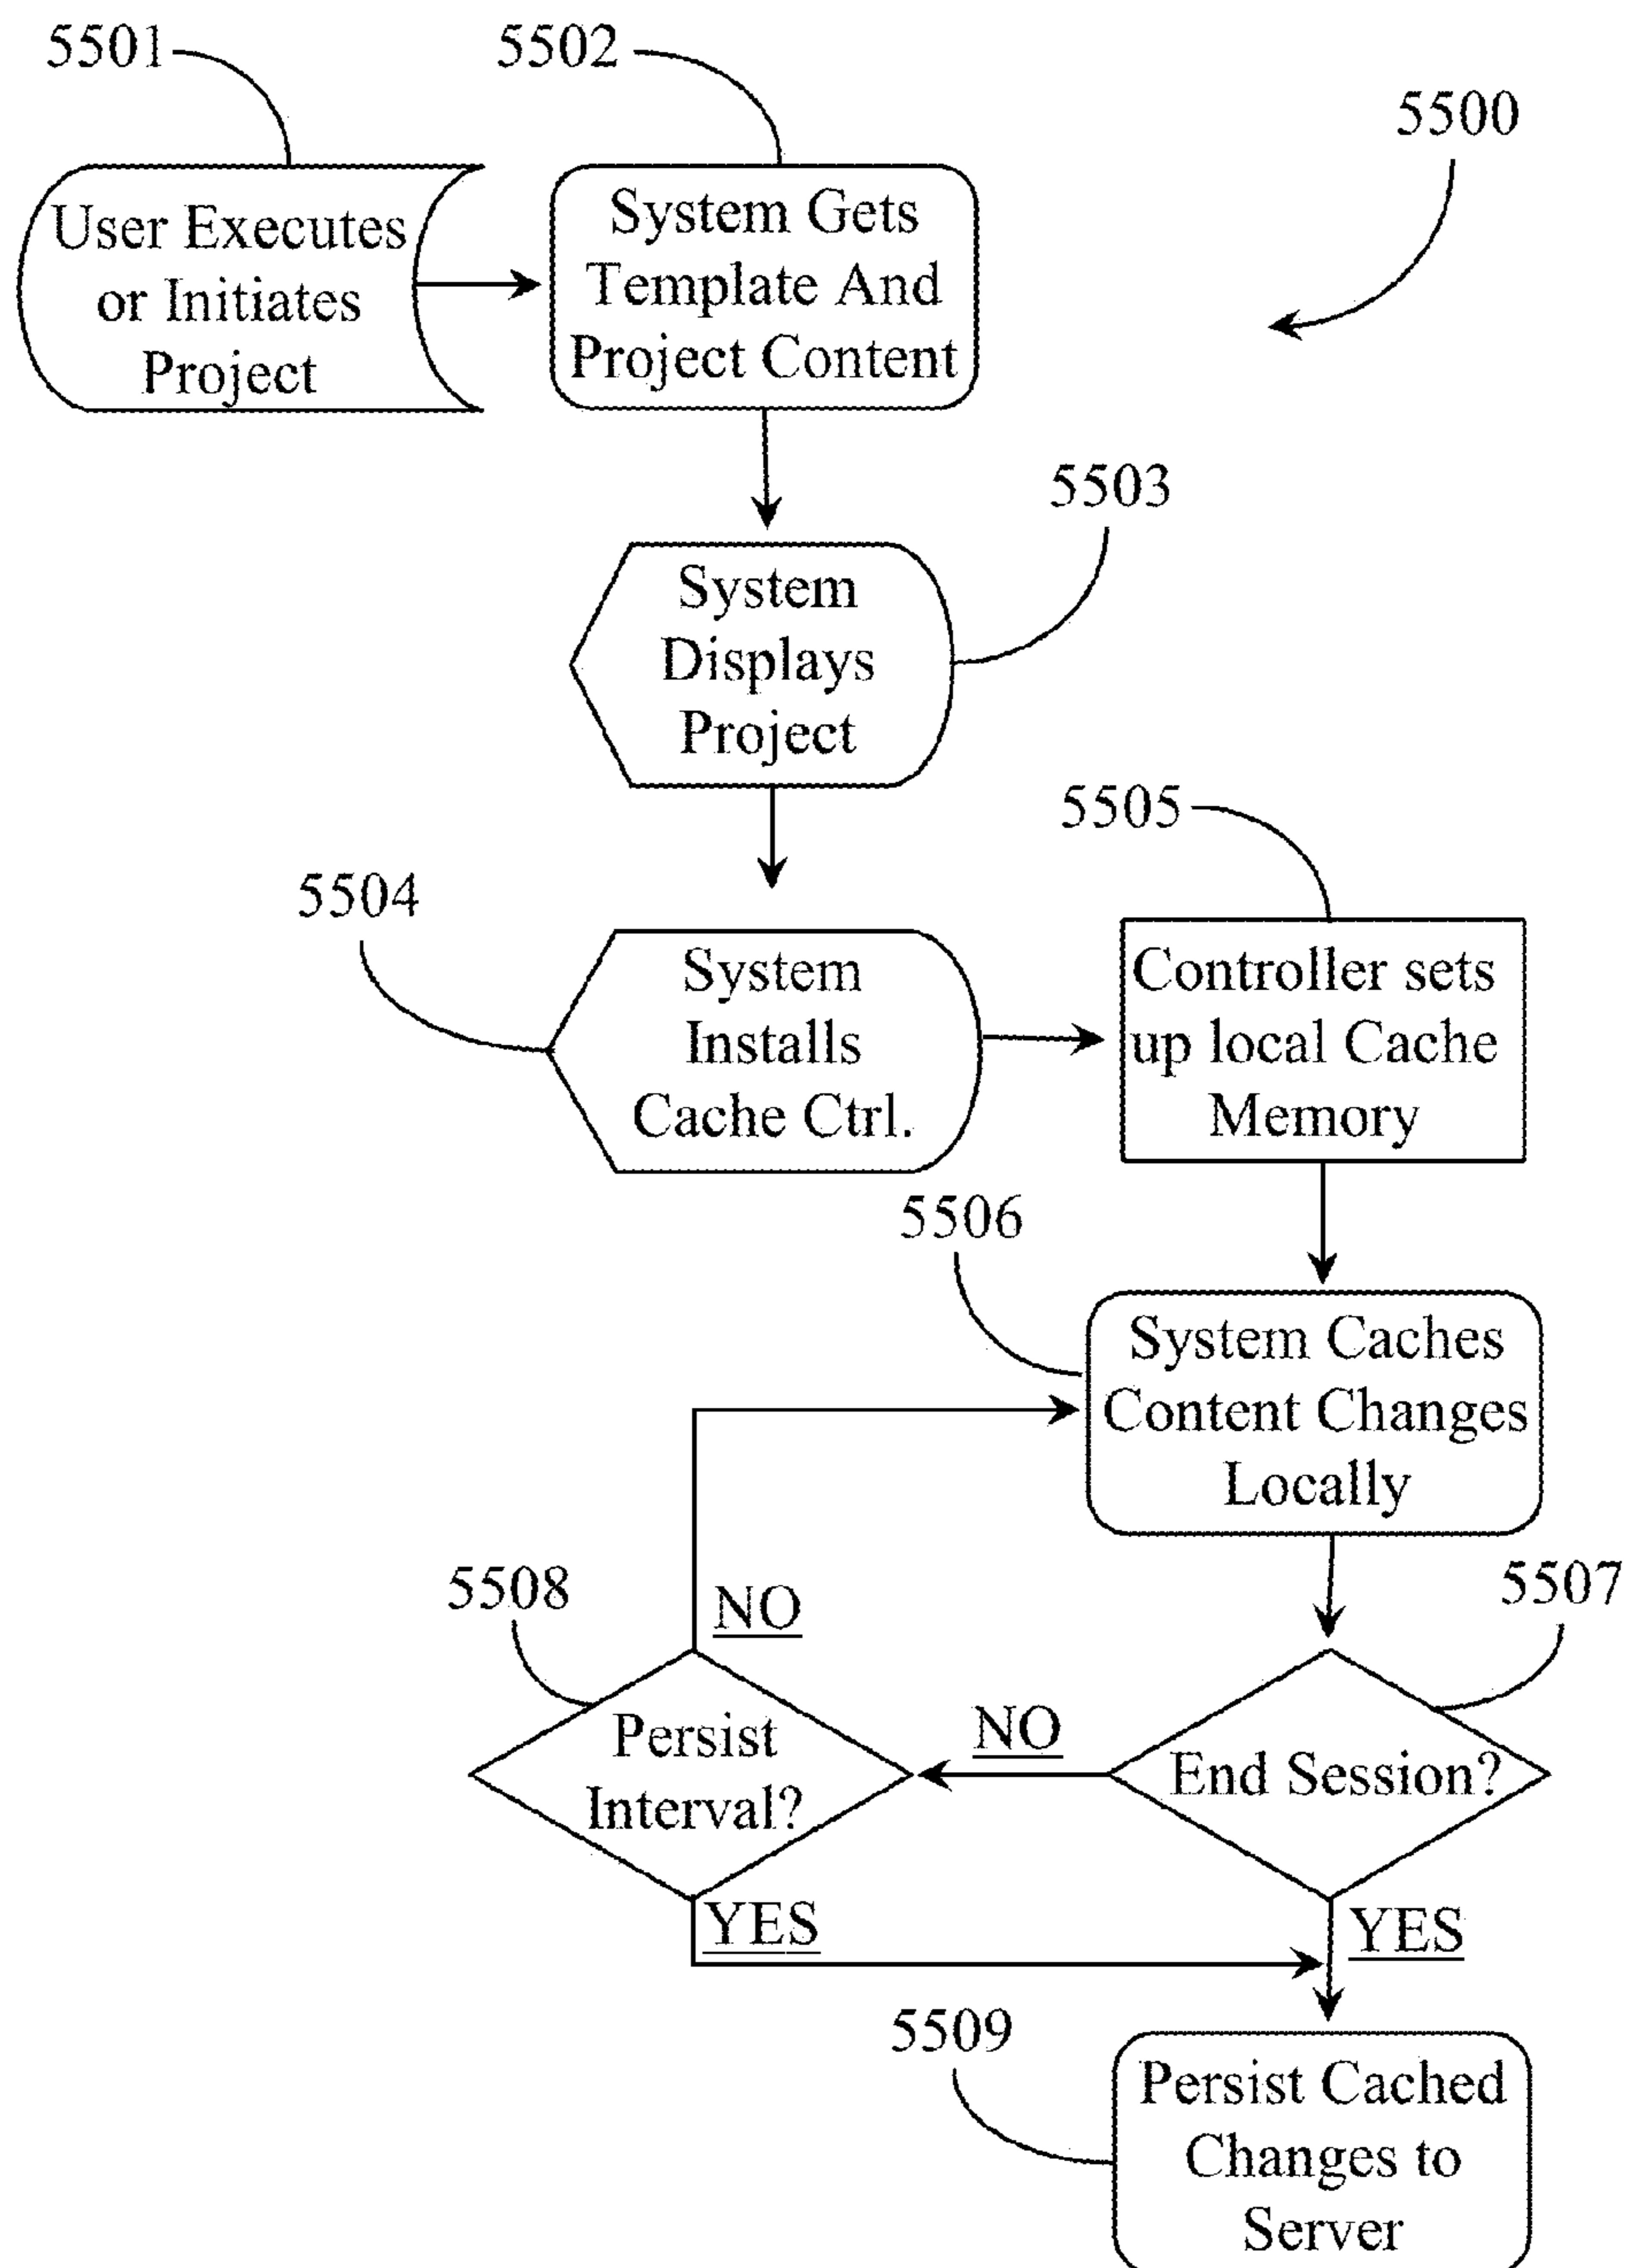 5501
5502
5500
User Executes
or Initiates
Project
System Gets
Template And
Project Content
5503
System
Displays
Project
5505
5504
System
Installs
Cache Ctrl.
Controller sets
up local Cache
Memory
5506
System Caches
Content Changes
Locally
5508
NO
5507
Persist
Interval?
NO
End Session?
YES
YES
5509
Persist Cached
Changes to
Server